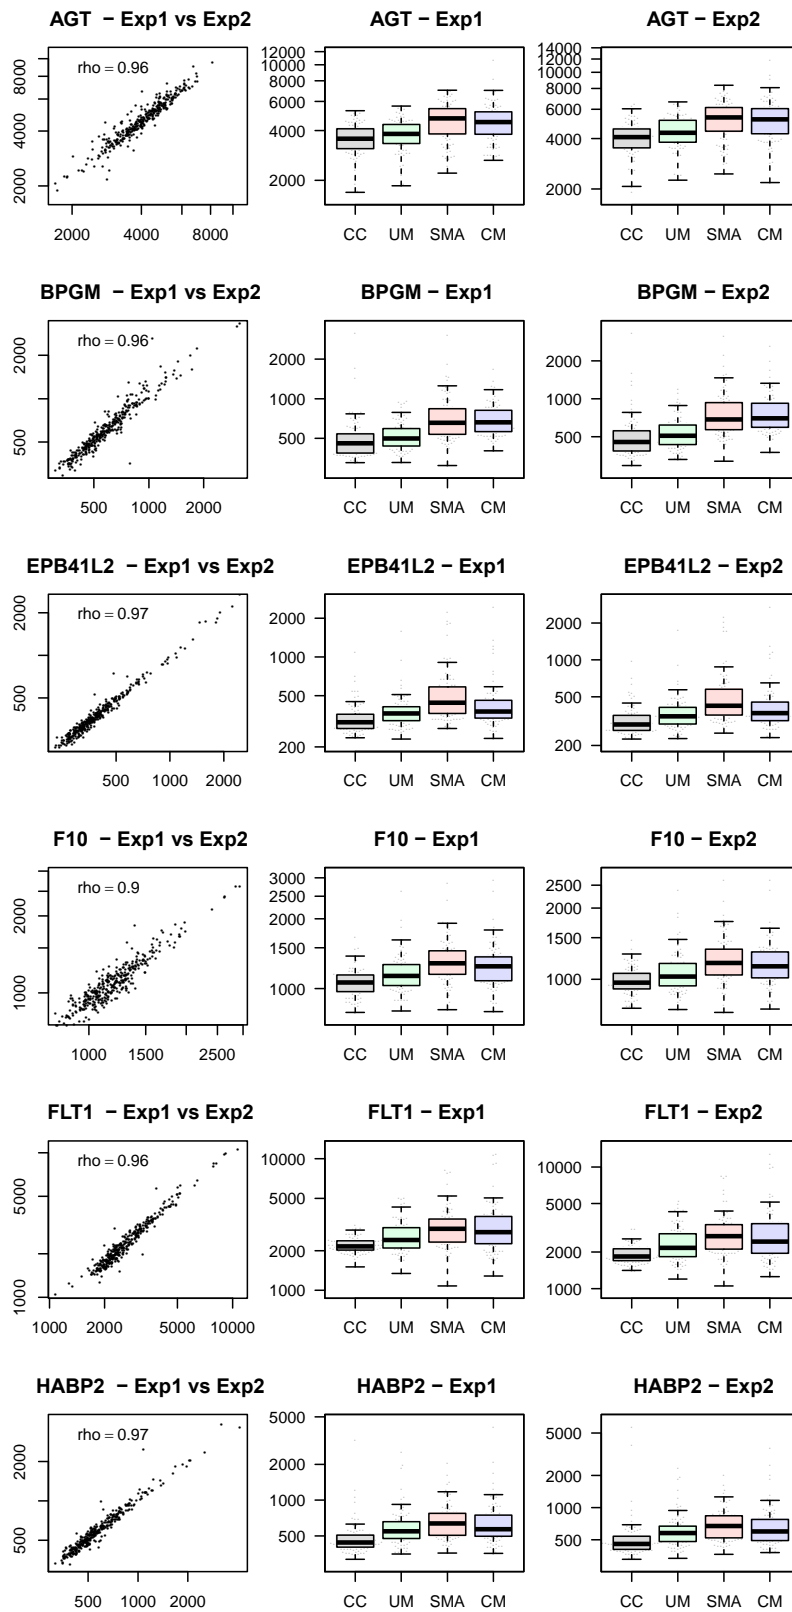 AGT – Exp1 vs Exp2
AGT – Exp1
AGT – Exp2
rho = 0.96
2000 4000 8000
2000 4000 8000
2000 4000 6000 8000 10000 12000
CC UM SMA CM
2000 4000 6000 8000 10000 12000 14000
CC UM SMA CM
BPGM – Exp1 vs Exp2
BPGM – Exp1
BPGM – Exp2
rho = 0.96
500 2000
500 1000 2000
500 1000 2000
CC UM SMA CM
500 1000 2000
CC UM SMA CM
EPB41L2 – Exp1 vs Exp2
EPB41L2 – Exp1
EPB41L2 – Exp2
rho = 0.97
500 2000
500 1000 2000
200 500 1000 2000
CC UM SMA CM
200 500 1000 2000
CC UM SMA CM
F10 – Exp1 vs Exp2
F10 – Exp1
F10 – Exp2
rho = 0.9
1000 2000
1000 1500 2500
1000 1500 2000 2500 3000
CC UM SMA CM
1000 1500 2500
CC UM SMA CM
FLT1 – Exp1 vs Exp2
FLT1 – Exp1
FLT1 – Exp2
rho = 0.96
1000 5000
1000 2000 5000 10000
1000 2000 5000 10000
CC UM SMA CM
1000 2000 5000 10000
CC UM SMA CM
HABP2 – Exp1 vs Exp2
HABP2 – Exp1
HABP2 – Exp2
rho = 0.97
500 2000
500 1000 2000
500 1000 2000 5000
CC UM SMA CM
500 1000 2000 5000
CC UM SMA CM